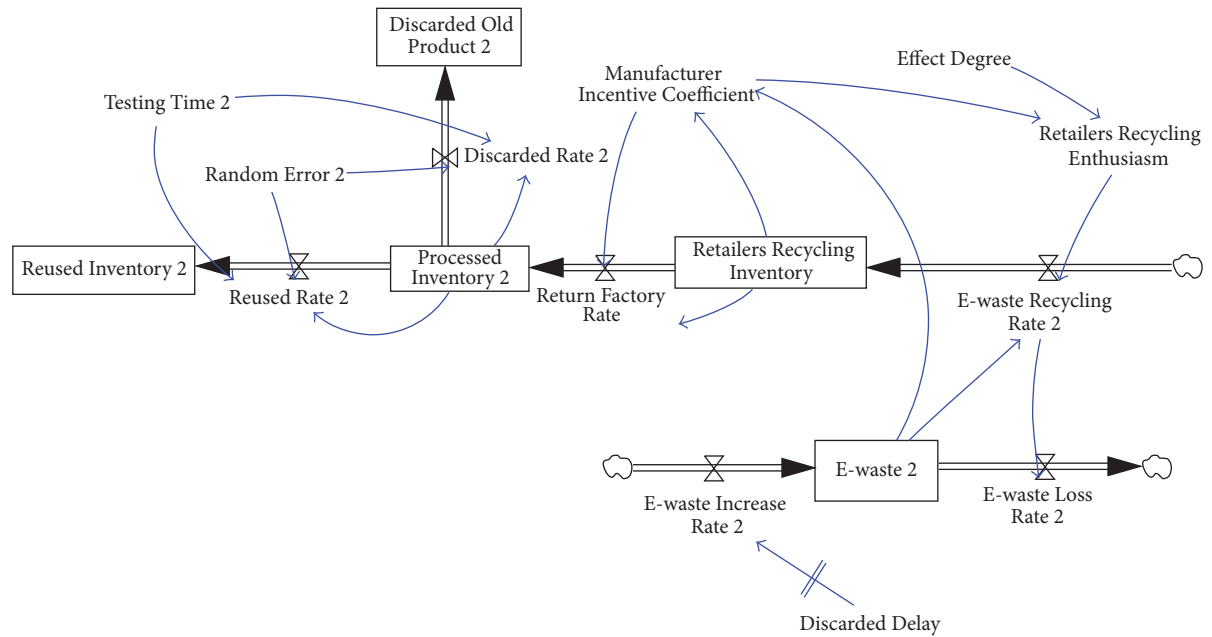 Discarded Old
Product 2
Manufacturer
Incentive Coefficient
Effect Degree
Testing Time 2
Retailers Recycling
Enthusiasm
Discarded Rate 2
Random Error 2
Reused Inventory 2
Processed
Inventory 2
Retailers Recycling
Inventory
Reused Rate 2
Return Factory
Rate
E-waste Recycling
Rate 2
E-waste 2
E-waste Increase
Rate 2
E-waste Loss
Rate 2
Discarded Delay